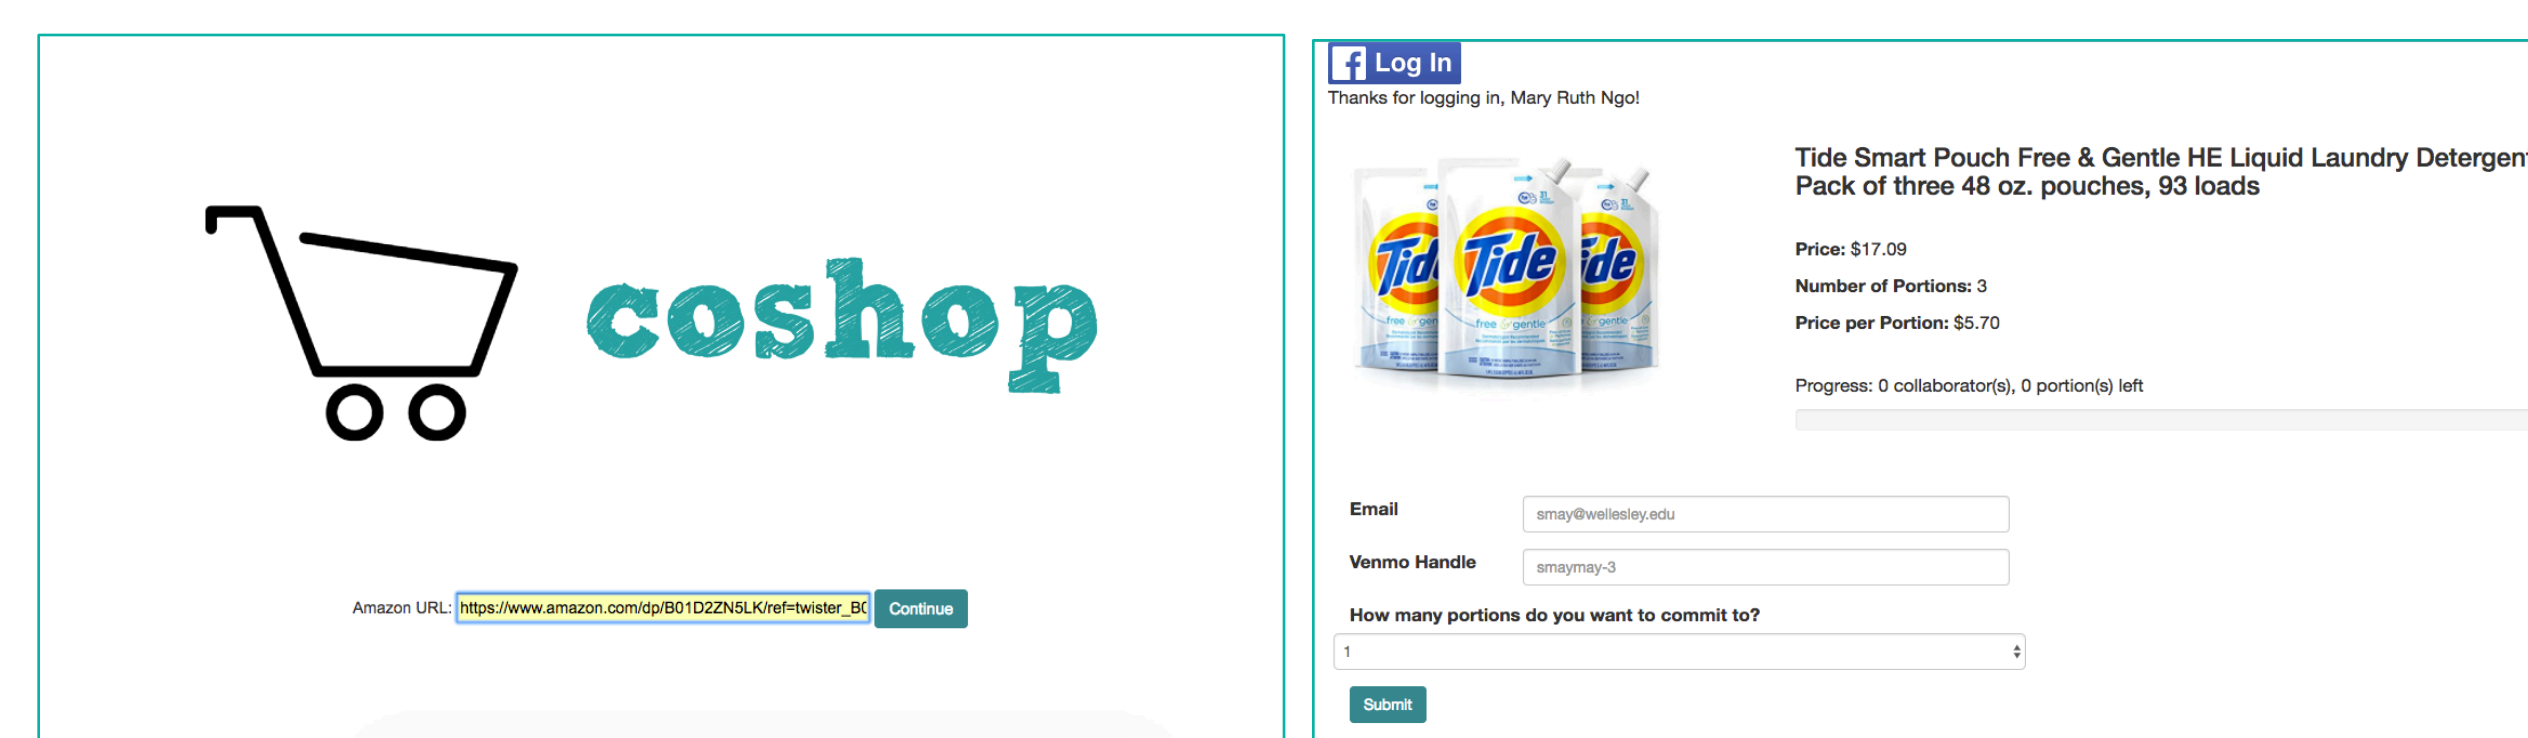 coshop
Amazon URL: https://www.amazon.com/dp/B01D2ZN5LK/ref=twister_B0 Continue
f Log In
Thanks for logging in, Mary Ruth Ngo!
Tide Tide Tide
free & gentle
Tide Smart Pouch Free & Gentle HE Liquid Laundry Detergent
Pack of three 48 oz. pouches, 93 loads
Price: $17.09
Number of Portions: 3
Price per Portion: $5.70
Progress: 0 collaborator(s), 0 portion(s) left
Email smay@wellesley.edu
Venmo Handle smaymay-3
How many portions do you want to commit to?
1
Submit